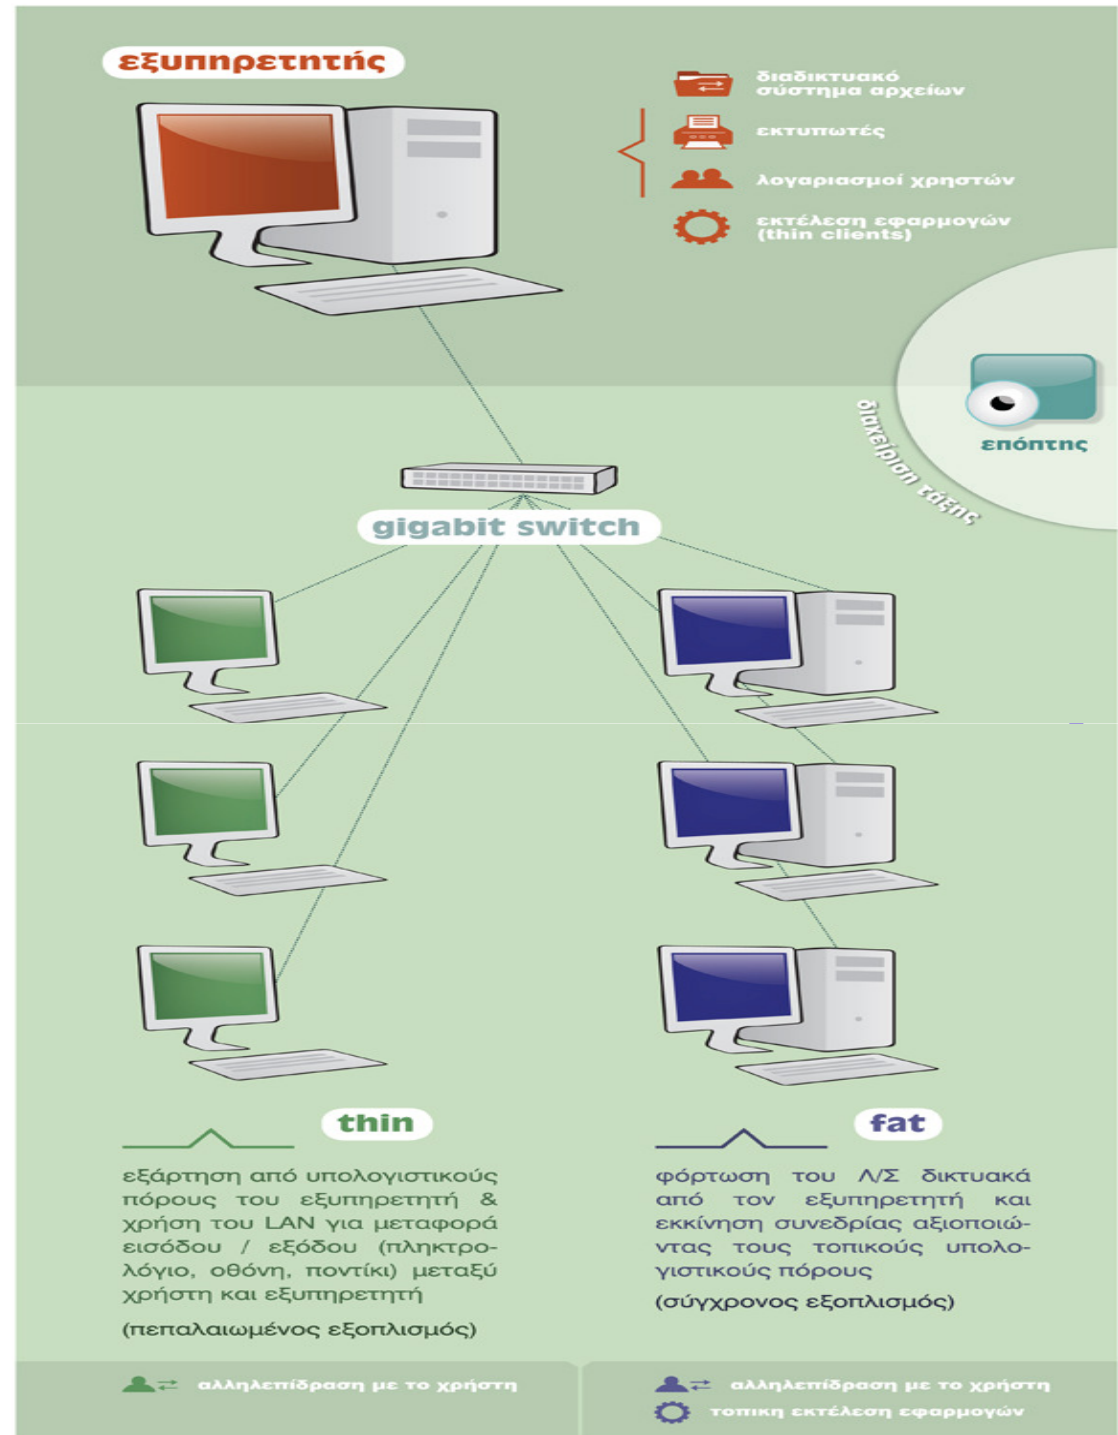 εξυπηρετητής
διαδικτυακό
σύστημα αρχείων
εκτυπωτές
λογαριασμοί χρηστών
εκτέλεση εφαρμογών
(thin clients)
επόπτης
διαχείριση τάξης
gigabit switch
thin
εξάρτηση από υπολογιστικούς
πόρους του εξυπηρετητή &
χρήση του LAN για μεταφορά
εισόδου / εξόδου (πληκτρο-
λόγιο, οθόνη, ποντίκι) μεταξύ
χρήστη και εξυπηρετητή
(πεπαλαιωμένος εξοπλισμός)
αλληλεπίδραση με το χρήστη
fat
φόρτωση του Λ/Σ δικτυακά
από τον εξυπηρετητή και
εκκίνηση συνεδρίας αξιοποιώ-
ντας τους τοπικούς υπολο-
γιστικούς πόρους
(σύγχρονος εξοπλισμός)
αλληλεπίδραση με το χρήστη
τοπικη εκτέλεση εφαρμογών